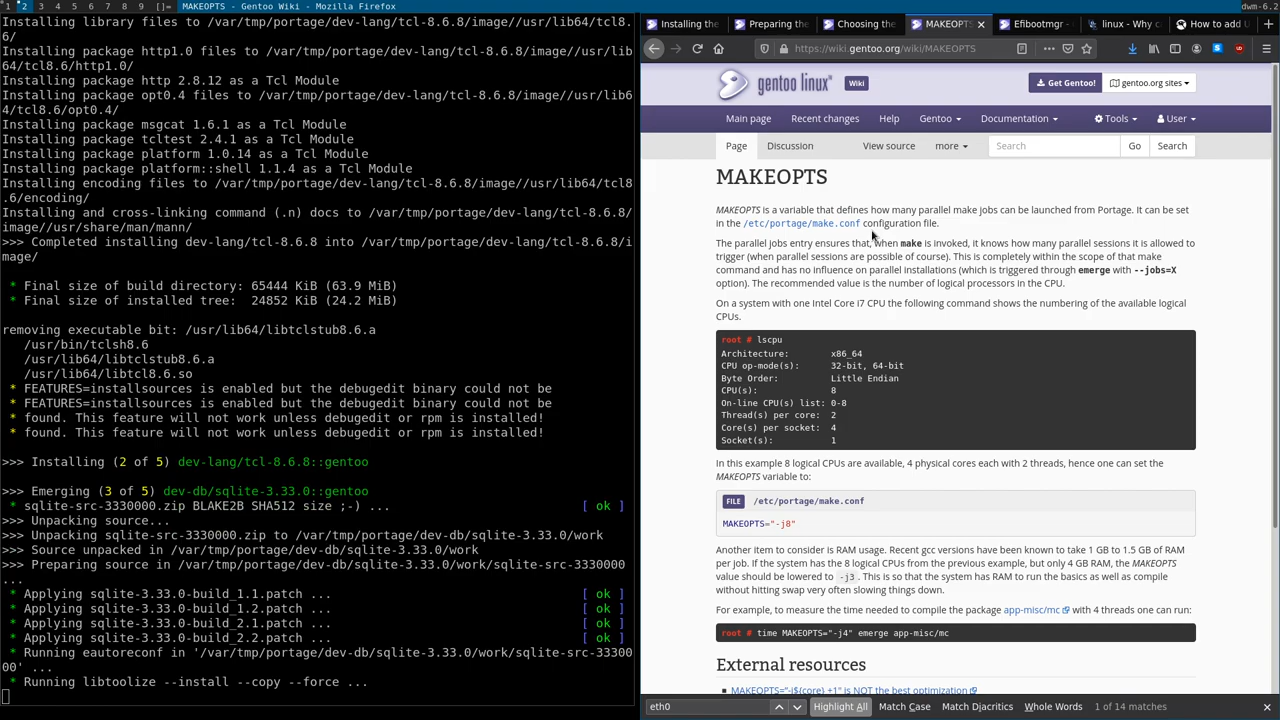 1 2 3 4 5 6 7 8 9 []= MAKEOPTS - Gentoo Wiki - Mozilla Firefox dwm-6.2
Installing library files to /var/tmp/portage/dev-lang/tcl-8.6.8/image//usr/lib64/tcl8.
6/
Installing package http1.0 files to /var/tmp/portage/dev-lang/tcl-8.6.8/image//usr/lib
64/tcl8.6/http1.0/
Installing package http 2.8.12 as a Tcl Module
Installing package opt0.4 files to /var/tmp/portage/dev-lang/tcl-8.6.8/image//usr/lib6
4/tcl8.6/opt0.4/
Installing package msgcat 1.6.1 as a Tcl Module
Installing package tcltest 2.4.1 as a Tcl Module
Installing package platform 1.0.14 as a Tcl Module
Installing package platform::shell 1.1.4 as a Tcl Module
Installing encoding files to /var/tmp/portage/dev-lang/tcl-8.6.8/image//usr/lib64/tcl8
.6/encoding/
Installing and cross-linking command (.n) docs to /var/tmp/portage/dev-lang/tcl-8.6.8/
image//usr/share/man/mann/
>>> Completed installing dev-lang/tcl-8.6.8 into /var/tmp/portage/dev-lang/tcl-8.6.8/i
mage/
* Final size of build directory: 65444 KiB (63.9 MiB)
* Final size of installed tree: 24852 KiB (24.2 MiB)
removing executable bit: /usr/lib64/libtclstub8.6.a
/usr/bin/tclsh8.6
/usr/lib64/libtclstub8.6.a
/usr/lib64/libtcl8.6.so
* FEATURES=installsources is enabled but the debugedit binary could not be
* FEATURES=installsources is enabled but the debugedit binary could not be
* found. This feature will not work unless debugedit or rpm is installed!
* found. This feature will not work unless debugedit or rpm is installed!
>>> Installing (2 of 5) dev-lang/tcl-8.6.8::gentoo
>>> Emerging (3 of 5) dev-db/sqlite-3.33.0::gentoo
* sqlite-src-3330000.zip BLAKE2B SHA512 size ;-) ... [ ok ]
>>> Unpacking source...
>>> Unpacking sqlite-src-3330000.zip to /var/tmp/portage/dev-db/sqlite-3.33.0/work
>>> Source unpacked in /var/tmp/portage/dev-db/sqlite-3.33.0/work
>>> Preparing source in /var/tmp/portage/dev-db/sqlite-3.33.0/work/sqlite-src-3330000
...
* Applying sqlite-3.33.0-build_1.1.patch ... [ ok ]
* Applying sqlite-3.33.0-build_1.2.patch ... [ ok ]
* Applying sqlite-3.33.0-build_2.1.patch ... [ ok ]
* Applying sqlite-3.33.0-build_2.2.patch ... [ ok ]
* Running eautoreconf in '/var/tmp/portage/dev-db/sqlite-3.33.0/work/sqlite-src-33300
00' ...
* Running libtoolize --install --copy --force ...
Installing the Preparing the Choosing the MAKEOPTS Efibootmgr - linux - Why c How to add U
https://wiki.gentoo.org/wiki/MAKEOPTS
gentoo linux Wiki Get Gentoo! gentoo.org sites
Main page Recent changes Help Gentoo Documentation Tools User
Page Discussion View source more Search Go Search
MAKEOPTS
MAKEOPTS is a variable that defines how many parallel make jobs can be launched from Portage. It can be set
in the /etc/portage/make.conf configuration file.
The parallel jobs entry ensures that, when make is invoked, it knows how many parallel sessions it is allowed to
trigger (when parallel sessions are possible of course). This is completely within the scope of that make
command and has no influence on parallel installations (which is triggered through emerge with --jobs=X
option). The recommended value is the number of logical processors in the CPU.
On a system with one Intel Core i7 CPU the following command shows the numbering of the available logical
CPUs.
root # lscpu
Architecture: x86_64
CPU op-mode(s): 32-bit, 64-bit
Byte Order: Little Endian
CPU(s): 8
On-line CPU(s) list: 0-8
Thread(s) per core: 2
Core(s) per socket: 4
Socket(s): 1
In this example 8 logical CPUs are available, 4 physical cores each with 2 threads, hence one can set the
MAKEOPTS variable to:
FILE /etc/portage/make.conf
MAKEOPTS="-j8"
Another item to consider is RAM usage. Recent gcc versions have been known to take 1 GB to 1.5 GB of RAM
per job. If the system has the 8 logical CPUs from the previous example, but only 4 GB RAM, the MAKEOPTS
value should be lowered to -j3. This is so that the system has RAM to run the basics as well as compile
without hitting swap very often slowing things down.
For example, to measure the time needed to compile the package app-misc/mc with 4 threads one can run:
root # time MAKEOPTS="-j4" emerge app-misc/mc
External resources
MAKEOPTS="-j${core} +1" is NOT the best optimization
eth0 Highlight All Match Case Match Diacritics Whole Words 1 of 14 matches